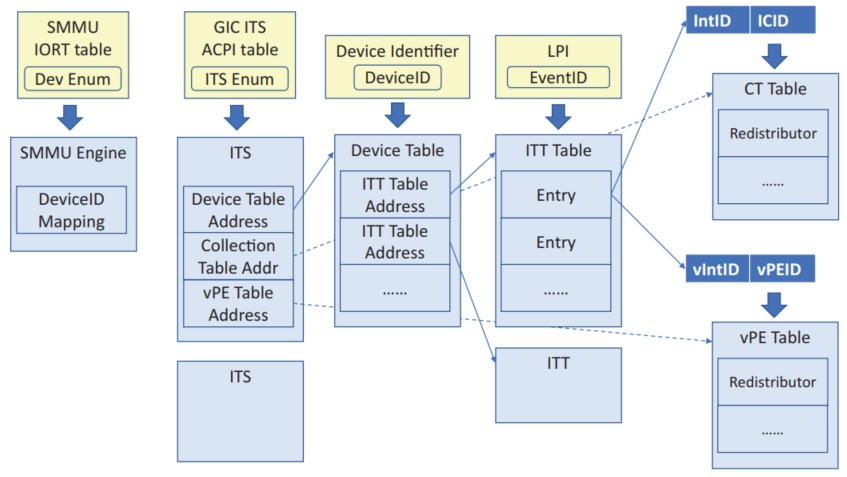 SMMU
IORT table
Dev Enum
SMMU Engine
DeviceID
Mapping
GIC ITS
ACPI table
ITS Enum
ITS
Device Table
Address
Collection
Table Addr
vPE Table
Address
ITS
Device Identifier
DeviceID
Device Table
ITT Table
Address
ITT Table
Address
......
LPI
EventID
ITT Table
Entry
Entry
......
ITT
IntID ICID
CT Table
Redistributor
......
vIntID vPEID
vPE Table
Redistributor
......